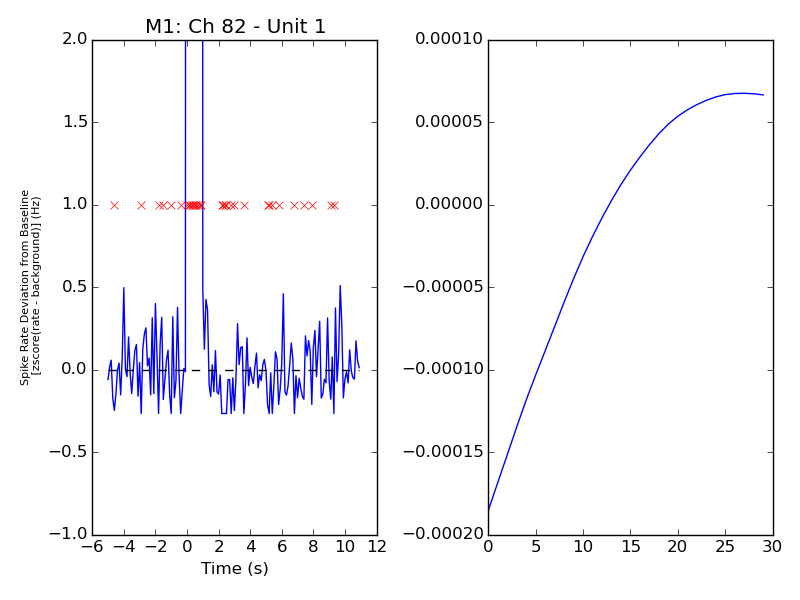 M1: Ch 82 - Unit 1
Spike Rate Deviation from Baseline
[zscore(rate - background)] (Hz)
2.0
1.5
1.0
0.5
0.0
−0.5
−1.0
−6 −4 −2 0 2 4 6 8 10 12
Time (s)
0.00010
0.00005
0.00000
−0.00005
−0.00010
−0.00015
−0.00020
0 5 10 15 20 25 30